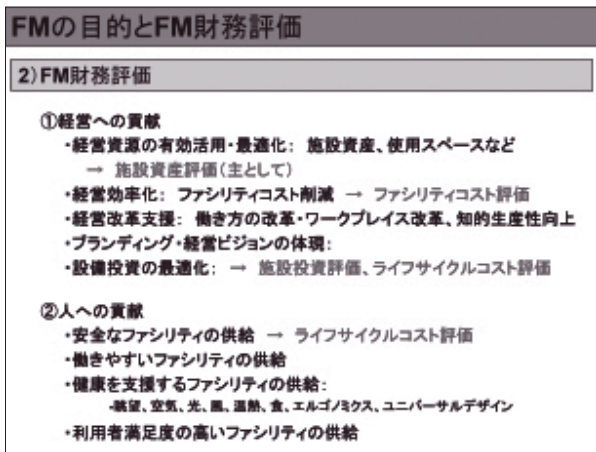 FMの目的とFM財務評価
2)FM財務評価
①経営への貢献
・経営資源の有効活用・最適化: 施設資産、使用スペースなど
→ 施設資産評価(主として)
・経営効率化: ファシリティコスト削減 → ファシリティコスト評価
・経営改革支援: 働き方の改革・ワークプレイス改革、知的生産性向上
・ブランディング・経営ビジョンの体現:
・設備投資の最適化: → 施設投資評価、ライフサイクルコスト評価
②人への貢献
・安全なファシリティの供給 → ライフサイクルコスト評価
・働きやすいファシリティの供給
・健康を支援するファシリティの供給:
-眺望、空気、光、風、温熱、食、エルゴノミクス、ユニバーサルデザイン
・利用者満足度の高いファシリティの供給